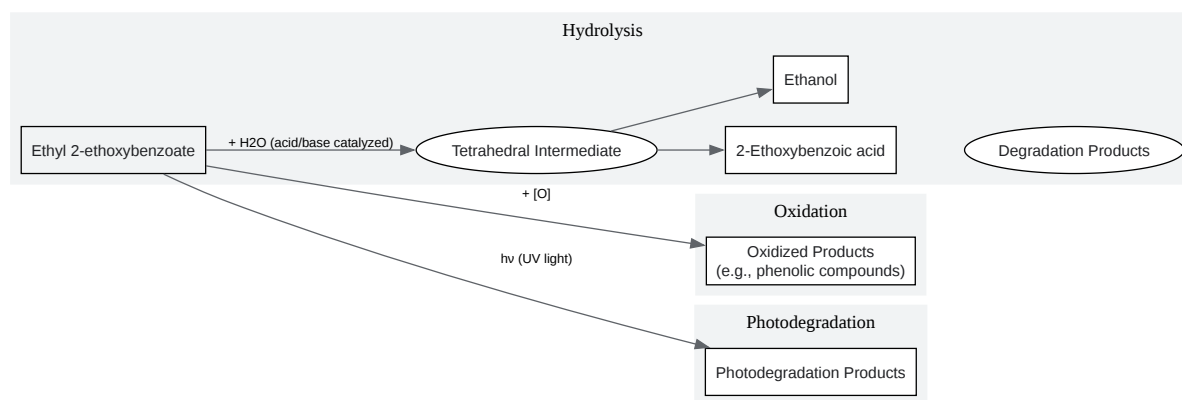 Hydrolysis
Ethanol
Ethyl 2-ethoxybenzoate
+ H2O (acid/base catalyzed)
Tetrahedral Intermediate
2-Ethoxybenzoic acid
Degradation Products
+ [O]
Oxidation
Oxidized Products
(e.g., phenolic compounds)
hν (UV light)
Photodegradation
Photodegradation Products